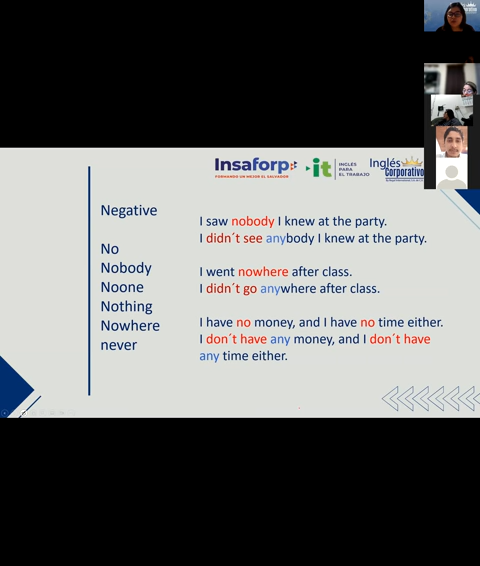 Insaforp
FORMANDO UN MEJOR EL SALVADOR
it
INGLÉS
PARA
EL TRABAJO
Inglés
Corporativo
Negative
No
Nobody
Noone
Nothing
Nowhere
never
I saw nobody I knew at the party.
I didn´t see anybody I knew at the party.
I went nowhere after class.
I didn´t go anywhere after class.
I have no money, and I have no time either.
I don´t have any money, and I don´t have
any time either.